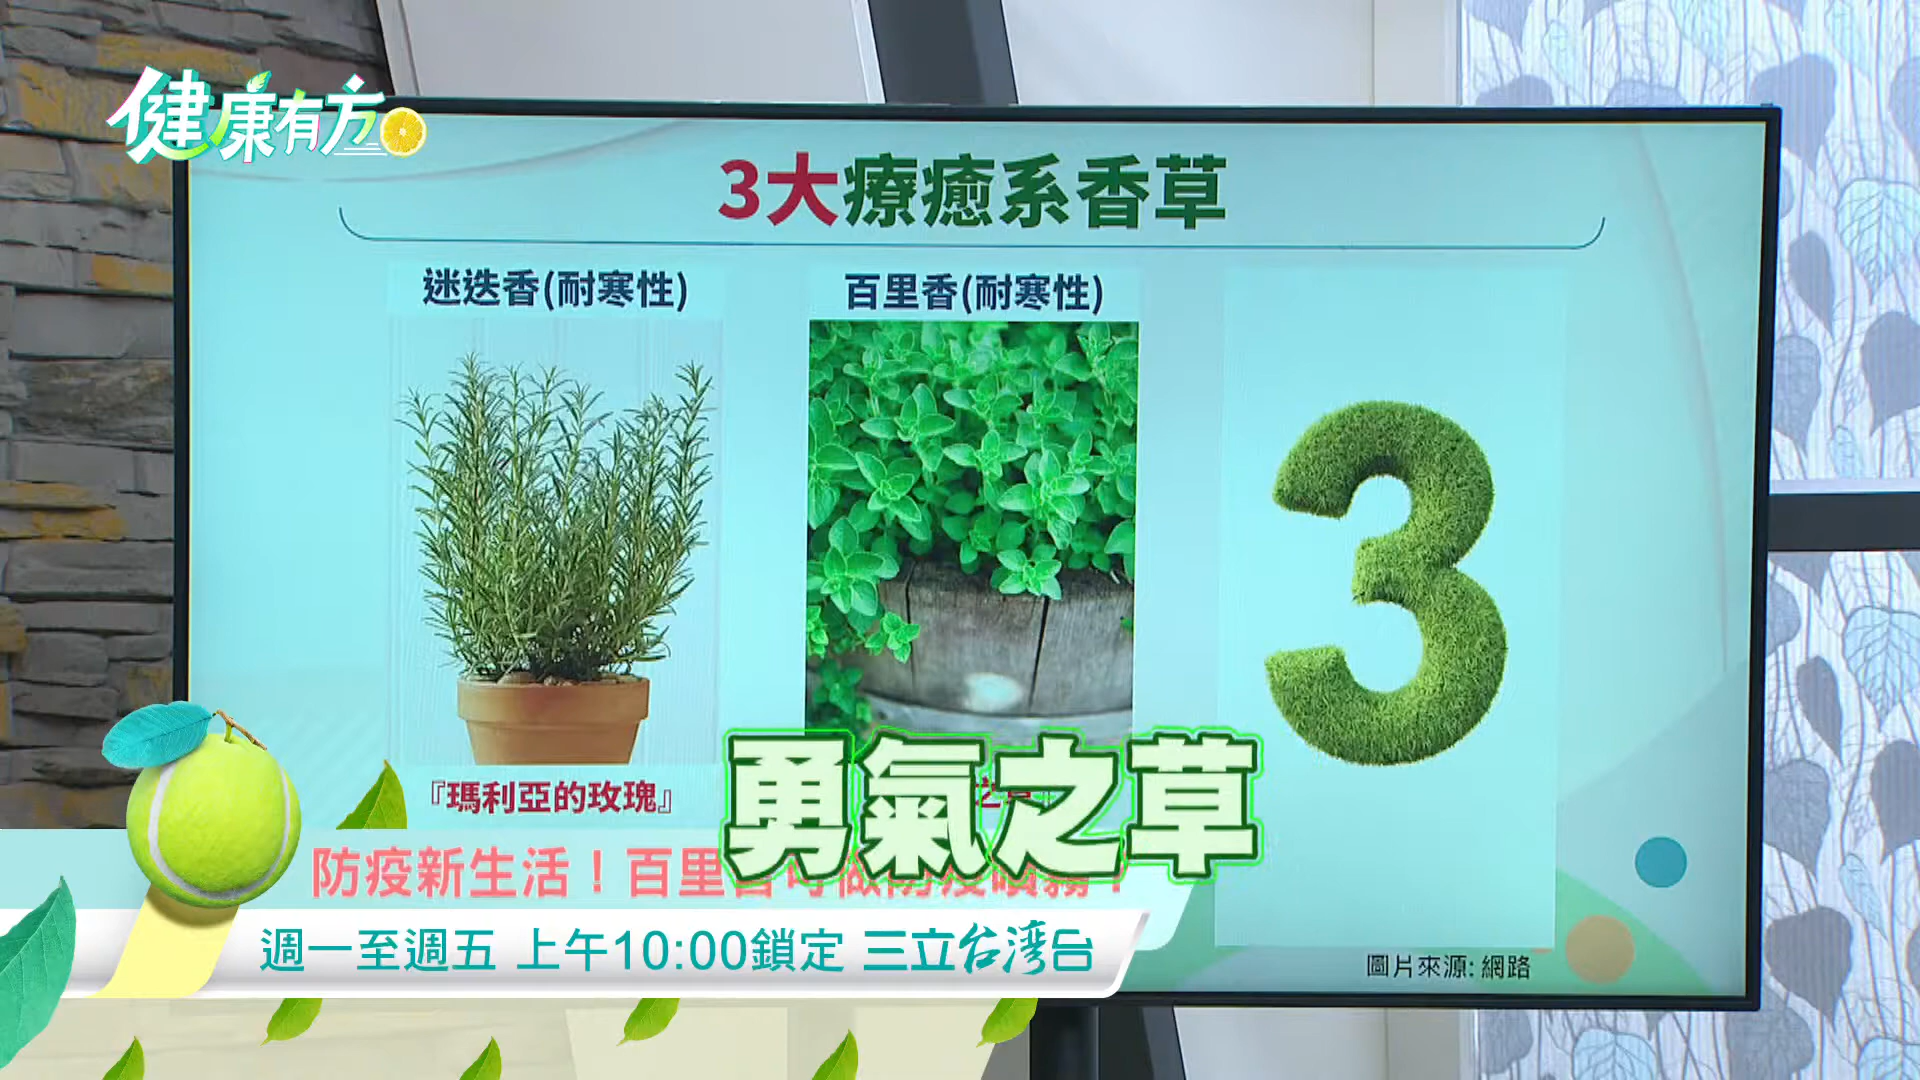 健康有方
3大療癒系香草
迷迭香(耐寒性)
百里香(耐寒性)
3
『瑪利亞的玫瑰』
勇氣之草
防疫新生活！百里
週一至週五 上午10:00鎖定 三立台灣台
圖片來源: 網路